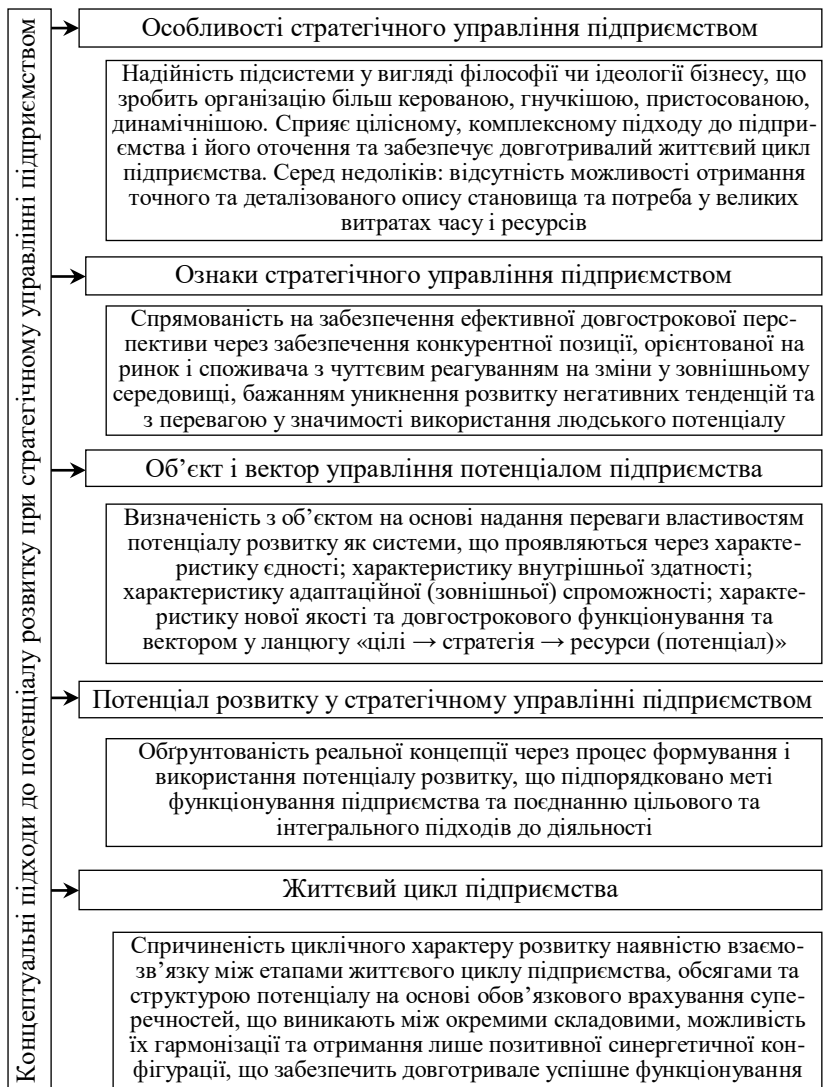 Концептуальні підходи до потенціалу розвитку при стратегічному управлінні підприємством
Особливості стратегічного управління підприємством
Надійність підсистеми у вигляді філософії чи ідеології бізнесу, що
зробить організацію більш керованою, гнучкішою, пристосованою,
динамічнішою. Сприяє цілісному, комплексному підходу до підпри-
ємства і його оточення та забезпечує довготривалий життєвий цикл
підприємства. Серед недоліків: відсутність можливості отримання
точного та деталізованого опису становища та потреба у великих
витратах часу і ресурсів
Ознаки стратегічного управління підприємством
Спрямованість на забезпечення ефективної довгострокової перс-
пективи через забезпечення конкурентної позиції, орієнтованої на
ринок і споживача з чуттєвим реагуванням на зміни у зовнішньому
середовищі, бажанням уникнення розвитку негативних тенденцій та
з перевагою у значимості використання людського потенціалу
Об’єкт і вектор управління потенціалом підприємства
Визначеність з об’єктом на основі надання переваги властивостям
потенціалу розвитку як системи, що проявляються через характе-
ристику єдності; характеристику внутрішньої здатності;
характеристику адаптаційної (зовнішньої) спроможності; характе-
ристику нової якості та довгострокового функціонування та
вектором у ланцюгу «цілі → стратегія → ресурси (потенціал)»
Потенціал розвитку у стратегічному управлінні підприємством
Обґрунтованість реальної концепції через процес формування і
використання потенціалу розвитку, що підпорядковано меті
функціонування підприємства та поєднанню цільового та
інтегрального підходів до діяльності
Життєвий цикл підприємства
Спричиненість циклічного характеру розвитку наявністю взаємо-
зв’язку між етапами життєвого циклу підприємства, обсягами та
структурою потенціалу на основі обов’язкового врахування супе-
речностей, що виникають між окремими складовими, можливість
їх гармонізації та отримання лише позитивної синергетичної кон-
фігурації, що забезпечить довготривале успішне функціонування